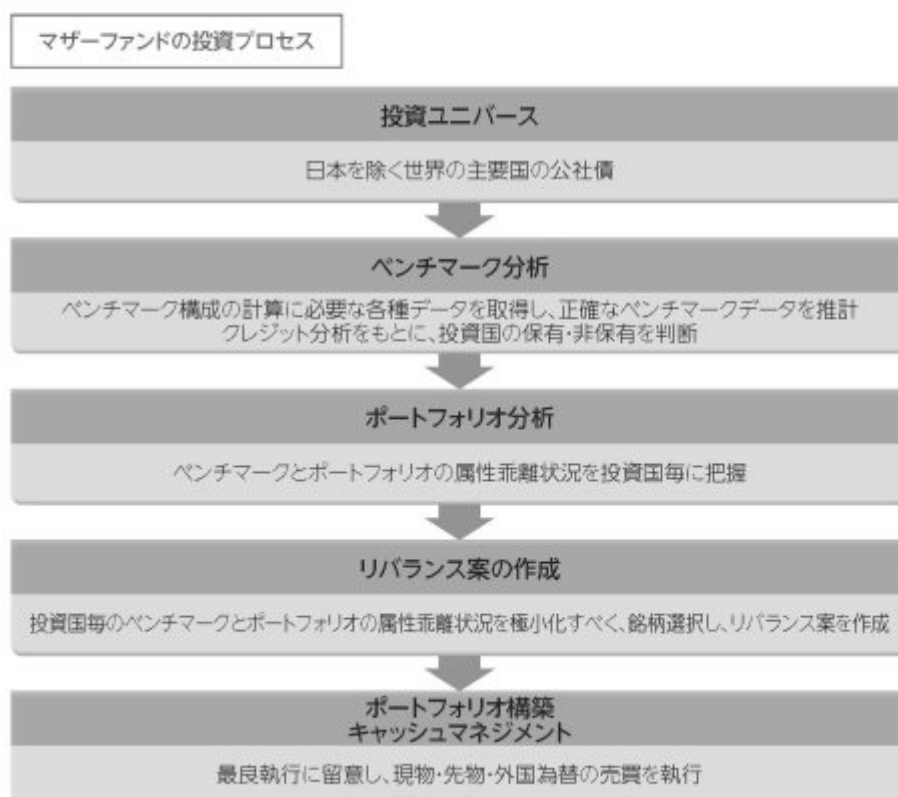 マザーファンドの投資プロセス
投資ユニバース
日本を除く世界の主要国の公社債
ベンチマーク分析
ベンチマーク構成の計算に必要な各種データを取得し、正確なベンチマークデータを推計
クレジット分析をもとに、投資国の保有・非保有を判断
ポートフォリオ分析
ベンチマークとポートフォリオの属性乖離状況を投資国毎に把握
リバランス案の作成
投資国毎のベンチマークとポートフォリオの属性乖離状況を極小化すべく、銘柄選択し、リバランス案を作成
ポートフォリオ構築
キャッシュマネジメント
最良執行に留意し、現物・先物・外国為替の売買を執行